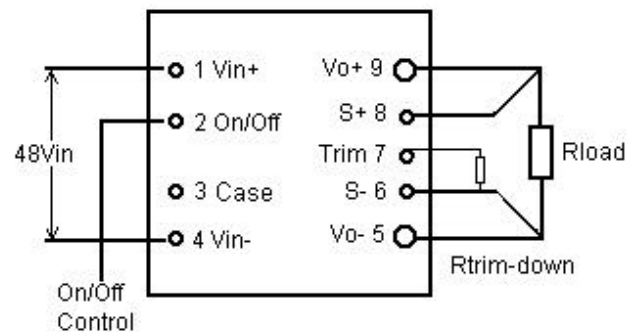 1 Vin+
Vo+ 9
2 On/Off
S+ 8
48Vin
Trim 7
Rload
3 Case
S- 6
4 Vin-
Vo- 5
Rtrim-down
On/Off
Control